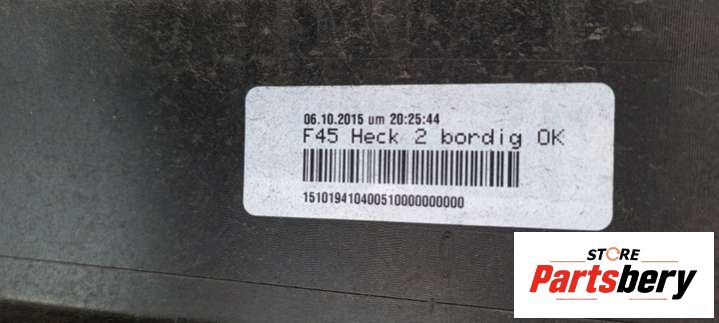 06.10.2015 um 20:25:44
F45 Heck 2 bordig OK
151019410400510000000000
STORE
Partsbery